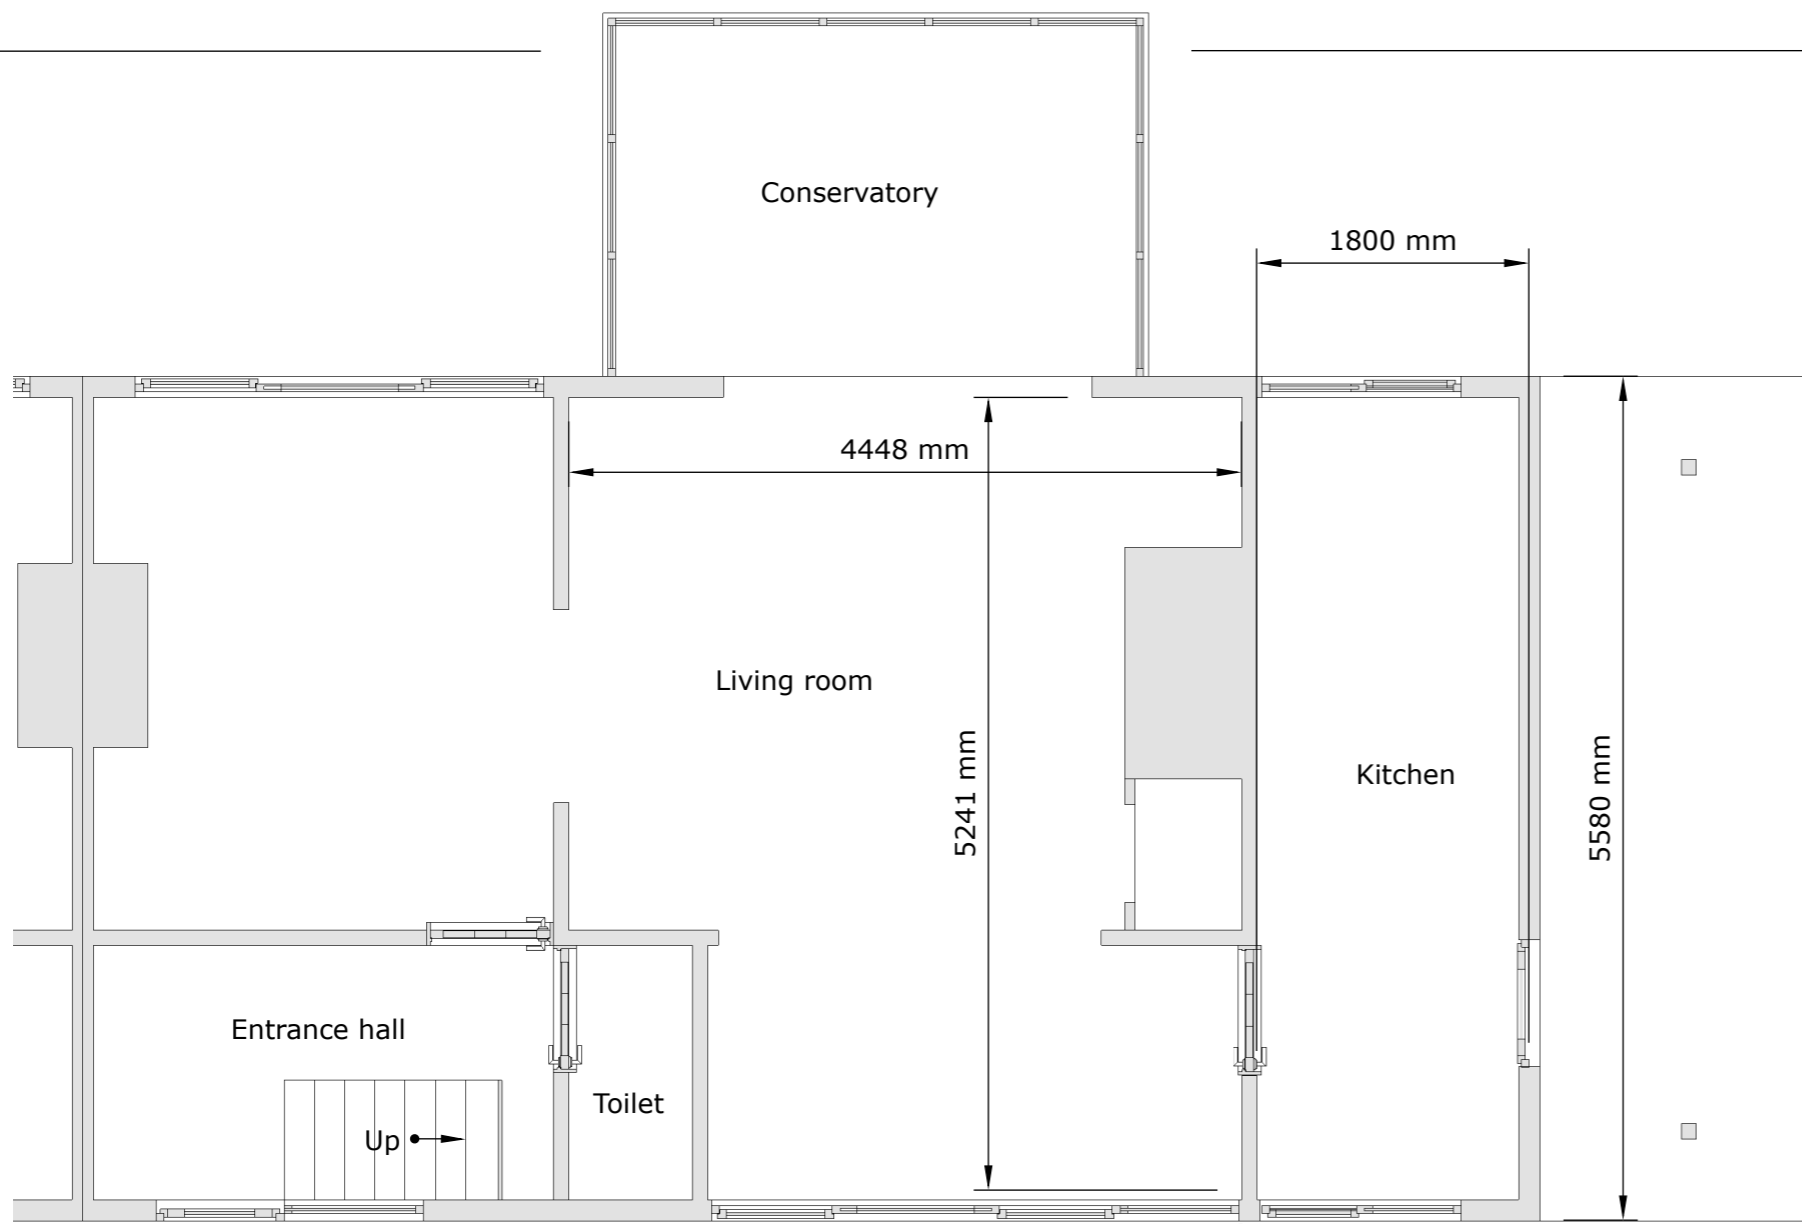 Conservatory
1800 mm
4448 mm
Living room
5241 mm
Kitchen
5580 mm
Entrance hall
Toilet
Up